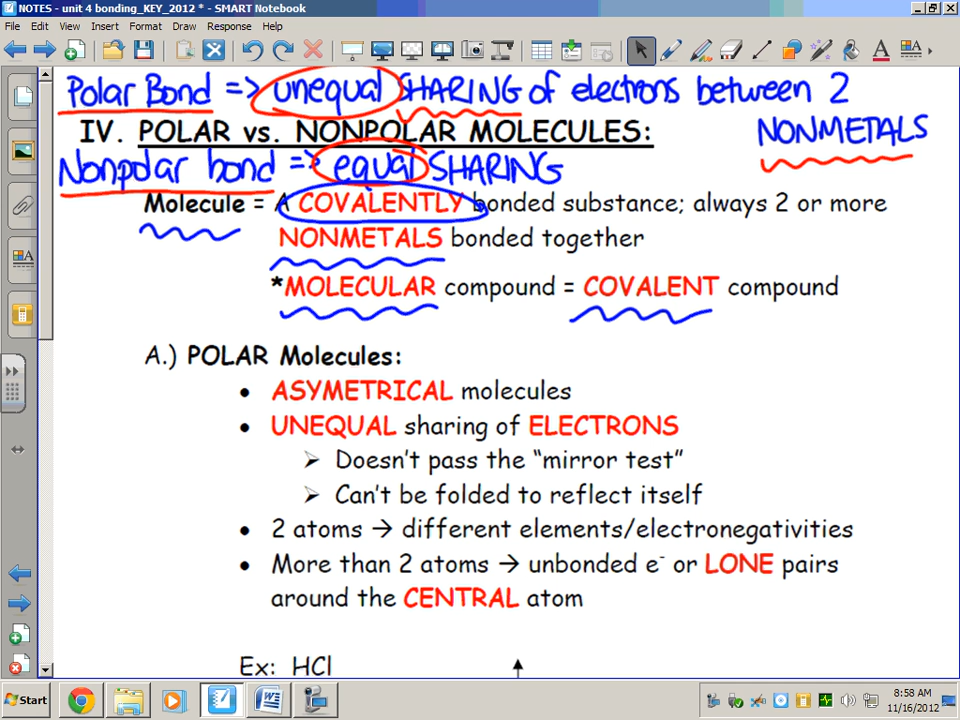 NOTES - unit 4 bonding_KEY_2012 * - SMART Notebook
File Edit View Insert Format Draw Response Help
Polar Bond => unequal SHARING of electrons between 2
NONMETALS
IV. POLAR vs. NONPOLAR MOLECULES:
Nonpolar bond => equal SHARING
Molecule = A COVALENTLY bonded substance; always 2 or more
NONMETALS bonded together
*MOLECULAR compound = COVALENT compound
A.) POLAR Molecules:
• ASYMETRICAL molecules
• UNEQUAL sharing of ELECTRONS
➢ Doesn't pass the “mirror test”
➢ Can't be folded to reflect itself
• 2 atoms → different elements/electronegativities
• More than 2 atoms → unbonded e⁻ or LONE pairs
around the CENTRAL atom
Ex: HCl
Start
8:58 AM
11/16/2012